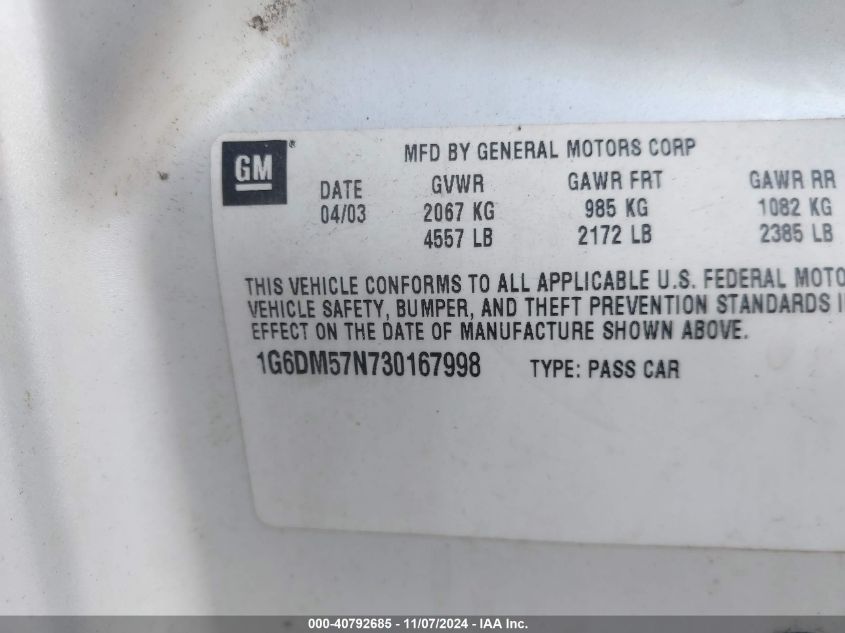 GM®
MFD BY GENERAL MOTORS CORP
DATE GVWR GAWR FRT GAWR RR
04/03 2067 KG 985 KG 1082 KG
4557 LB 2172 LB 2385 LB
THIS VEHICLE CONFORMS TO ALL APPLICABLE U.S. FEDERAL MOTO
VEHICLE SAFETY, BUMPER, AND THEFT PREVENTION STANDARDS I
EFFECT ON THE DATE OF MANUFACTURE SHOWN ABOVE.
1G6DM57N730167998 TYPE: PASS CAR
000-40792685 - 11/07/2024 - IAA Inc.